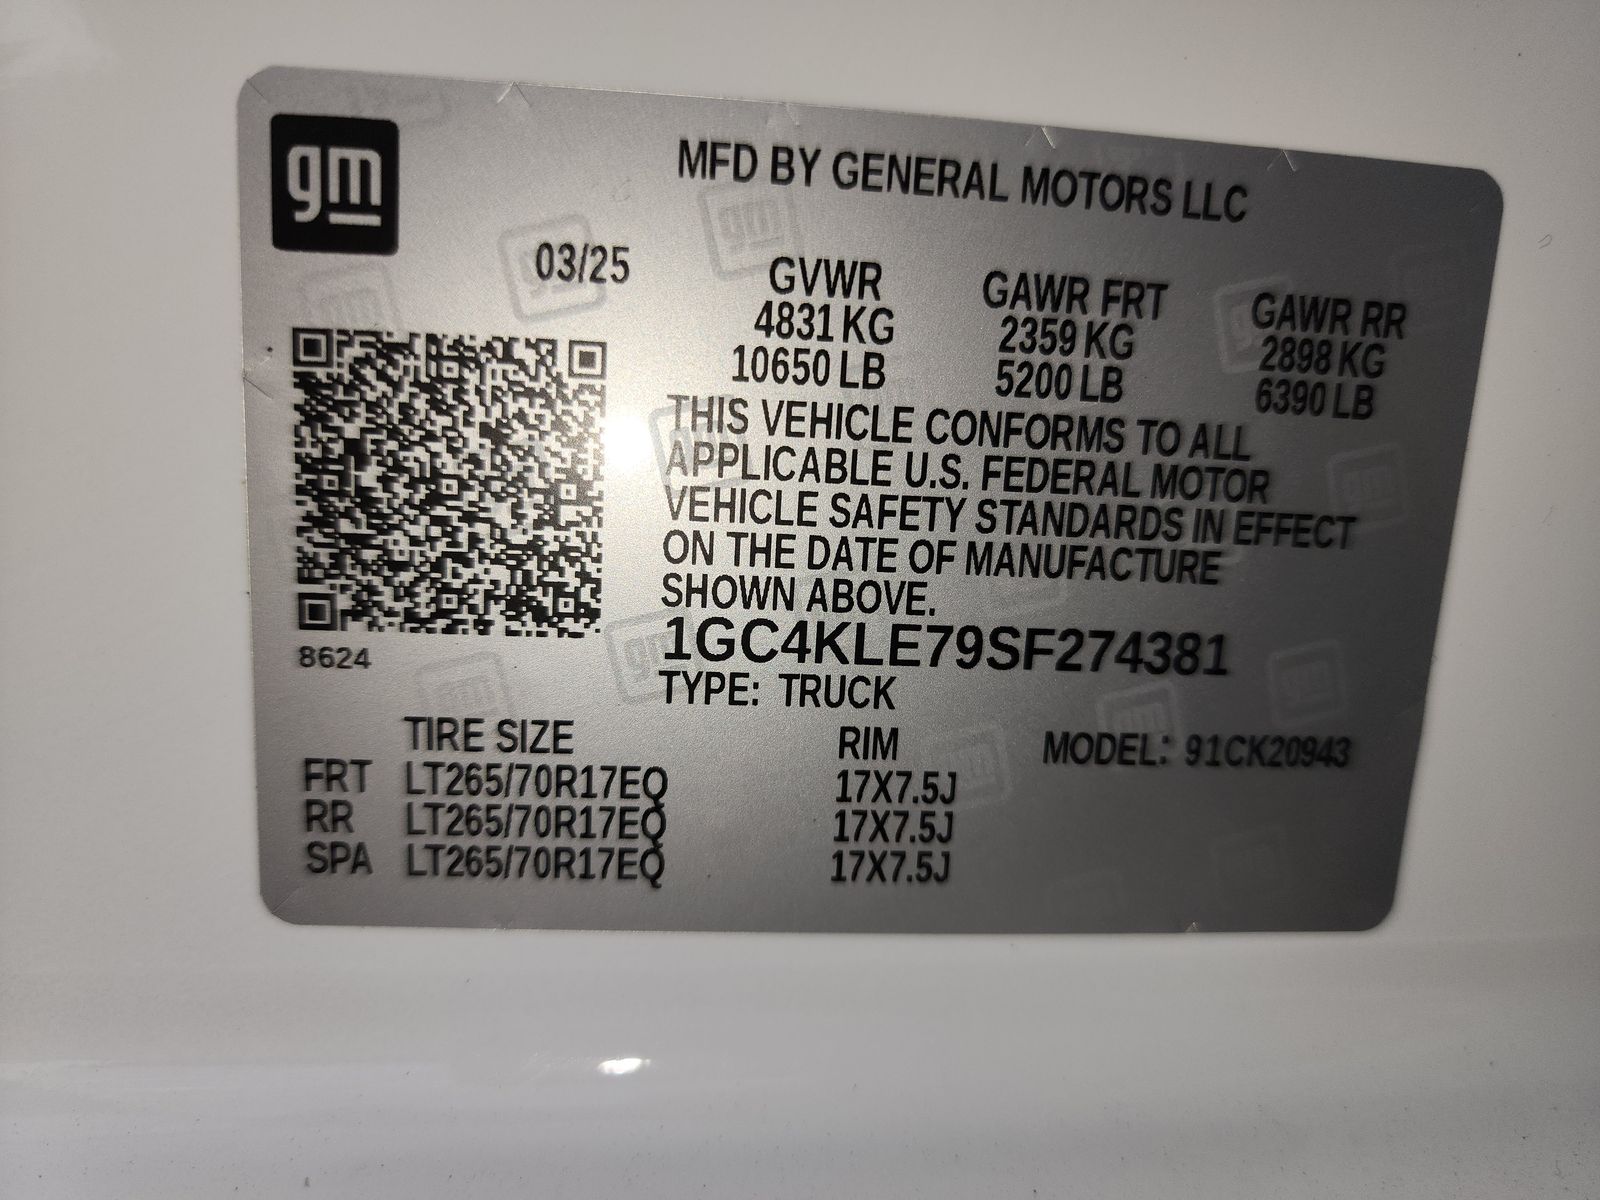 gm
MFD BY GENERAL MOTORS LLC
03/25
GVWR GAWR FRT GAWR RR
4831 KG 2359 KG 2898 KG
10650 LB 5200 LB 6390 LB
THIS VEHICLE CONFORMS TO ALL
APPLICABLE U.S. FEDERAL MOTOR
VEHICLE SAFETY STANDARDS IN EFFECT
ON THE DATE OF MANUFACTURE
SHOWN ABOVE.
1GC4KLE79SF274381
8624
TYPE: TRUCK
TIRE SIZE RIM MODEL: 91CK20943
FRT LT265/70R17EQ 17X7.5J
RR LT265/70R17EQ 17X7.5J
SPA LT265/70R17EQ 17X7.5J